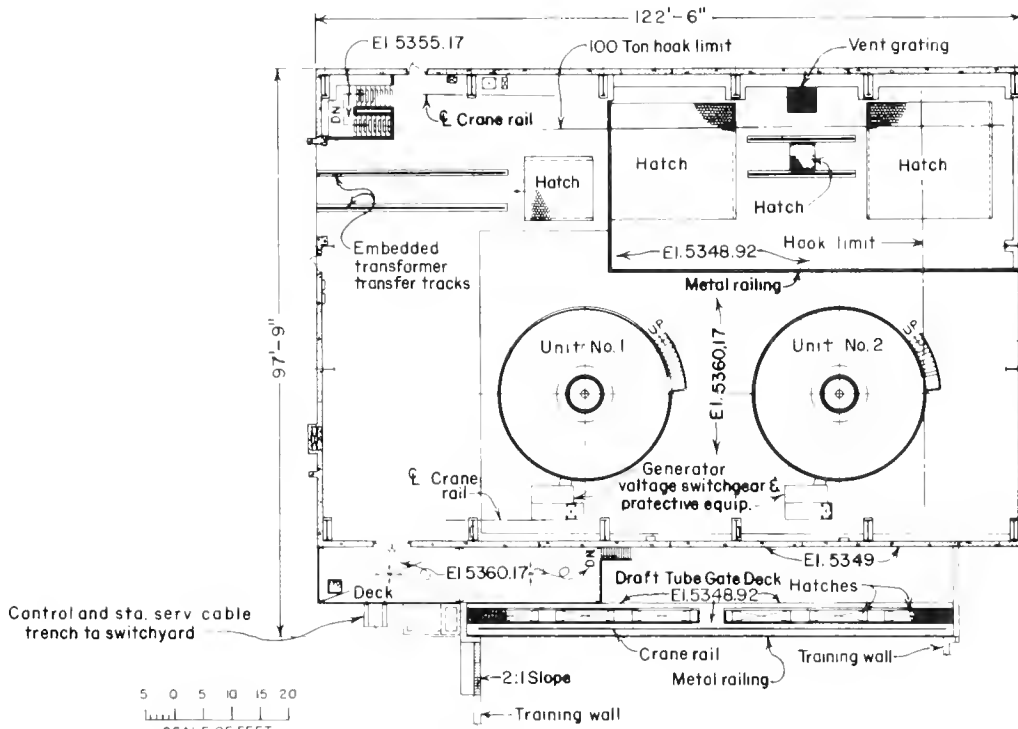 122'-6"
El. 5355.17
100 Ton hook limit
Vent grating
DN
℄ Crane rail
Hatch
Hatch
Hatch
Hatch
Embedded
transformer
transfer tracks
El. 5348.92
Hook limit
Metal railing
97'-9"
UP
UP
Unit No. 1
Unit No. 2
El. 5360.17
℄ Crane
rail
Generator
voltage switchgear &
protective equip.
DN
El. 5349
El 5360.17
Draft Tube Gate Deck
El. 5348.92
Hatches
Deck
Control and sta. serv. cable
trench to switchyard
Crane rail
Training wall
2:1 Slope
Metal railing
5 0 5 10 15 20
SCALE OF FEET
Training wall